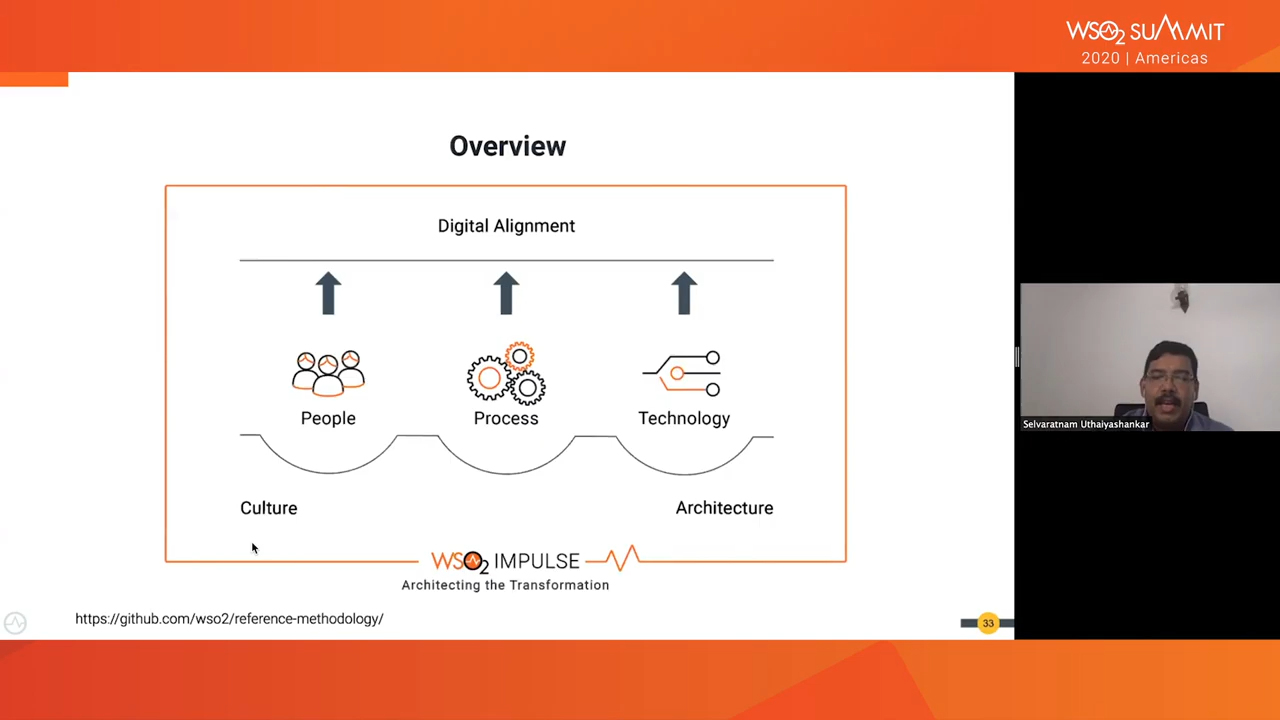 WSO2 SUMMIT
2020 | Americas
Overview
Digital Alignment
People
Process
Technology
Culture
Architecture
WSO2 IMPULSE
Architecting the Transformation
https://github.com/wso2/reference-methodology/
33
Selvaratnam Uthaiyashankar